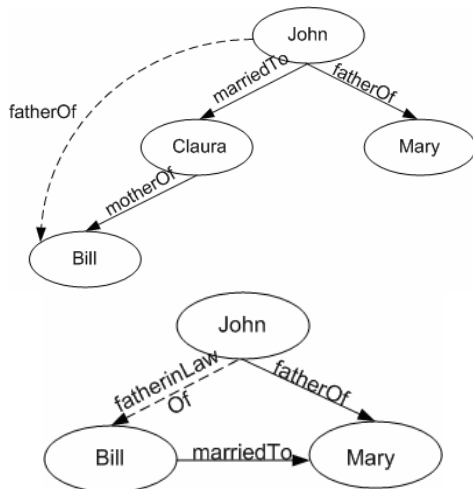 John
marriedTo
fatherOf
fatherOf
Claura
Mary
motherOf
Bill
John
fatherinLaw
Of
fatherOf
Bill
marriedTo
Mary